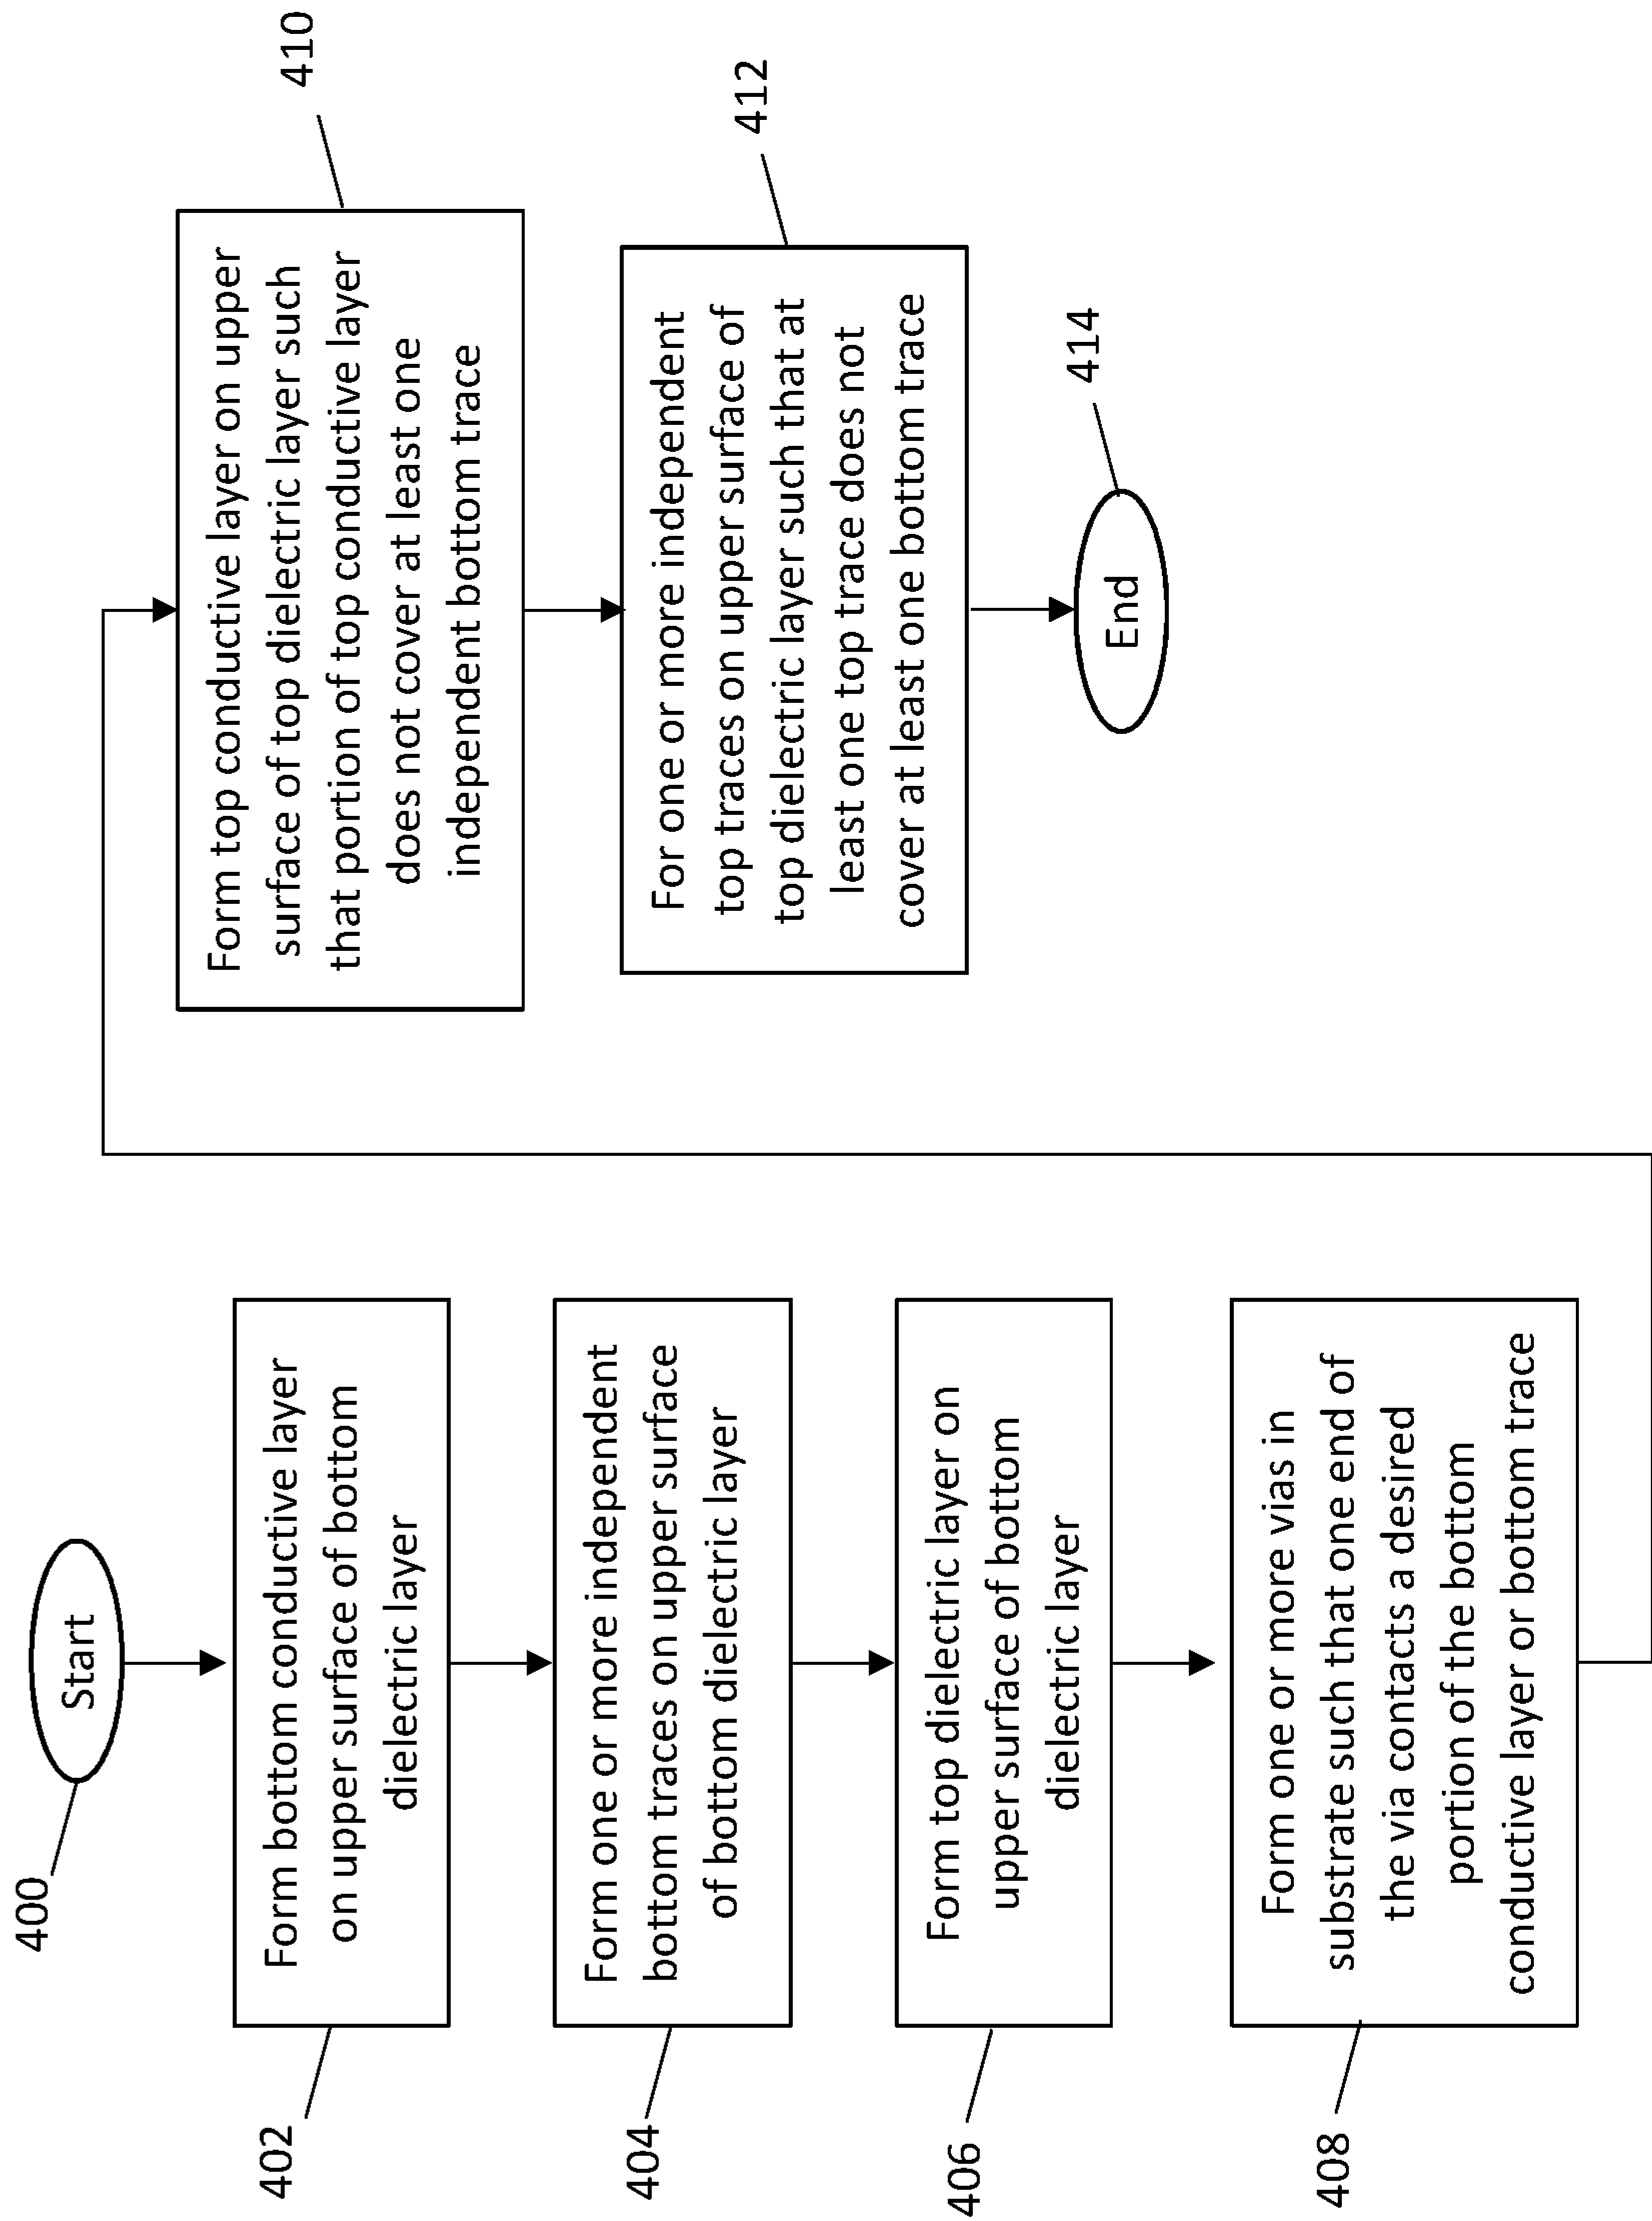 400
Start
402
Form bottom conductive layer
on upper surface of bottom
dielectric layer
404
Form one or more independent
bottom traces on upper surface
of bottom dielectric layer
406
Form top dielectric layer on
upper surface of bottom
dielectric layer
408
Form one or more vias in
substrate such that one end of
the via contacts a desired
portion of the bottom
conductive layer or bottom trace
410
Form top conductive layer on upper
surface of top dielectric layer such
that portion of top conductive layer
does not cover at least one
independent bottom trace
412
For one or more independent
top traces on upper surface of
top dielectric layer such that at
least one top trace does not
cover at least one bottom trace
414
End